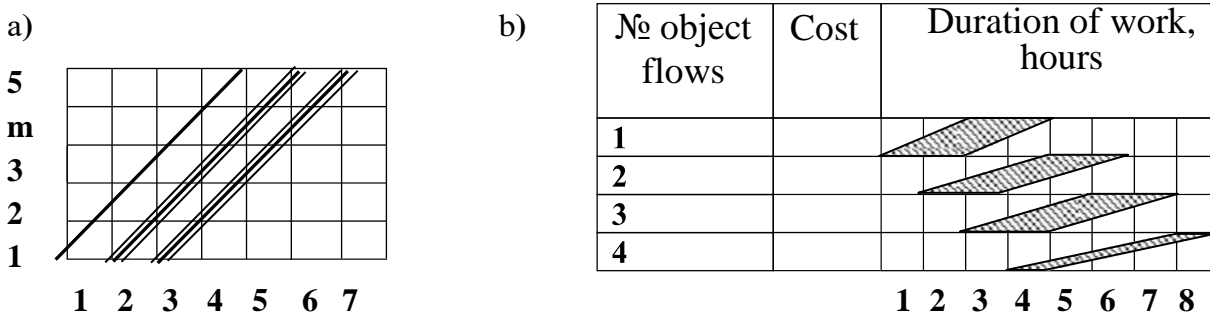 a)
5
m
3
2
1
1 2 3 4 5 6 7
b)
№ object flows
Cost
Duration of work, hours
1
2
3
4
1 2 3 4 5 6 7 8